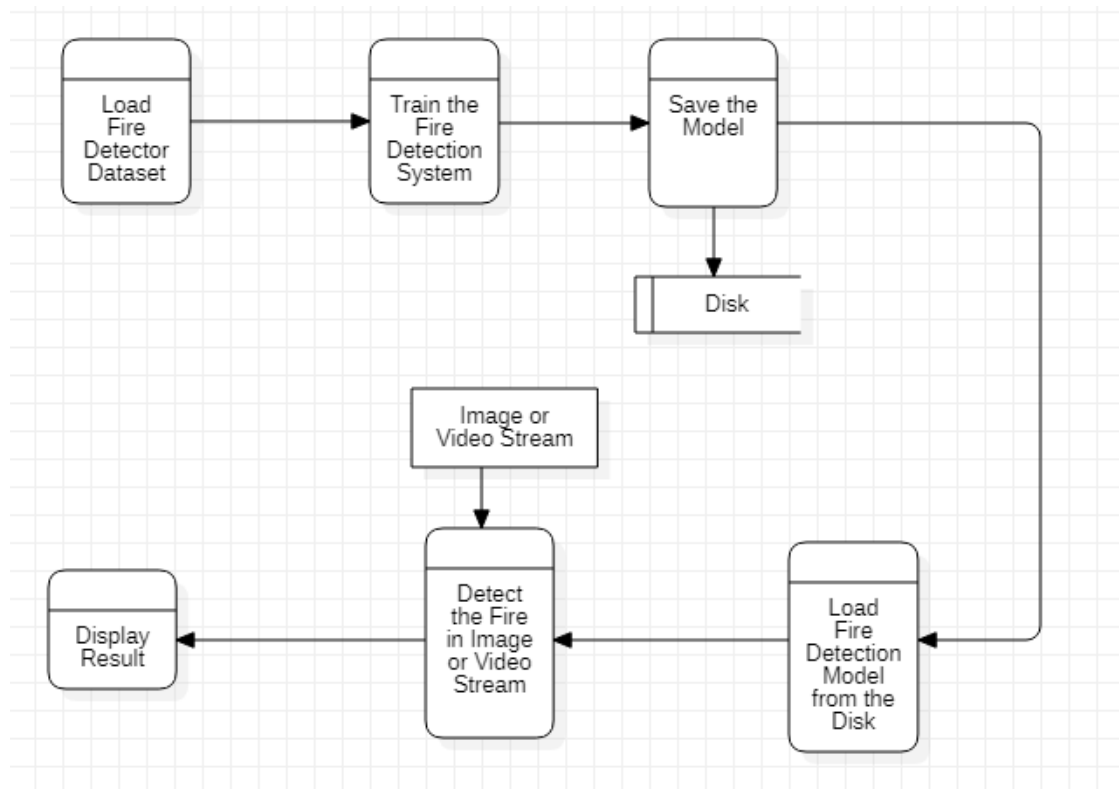 Load
Fire
Detector
Dataset
Train the
Fire
Detection
System
Save the
Model
Disk
Image or
Video Stream
Detect
the Fire
in Image
or Video
Stream
Load
Fire
Detection
Model
from the
Disk
Display
Result